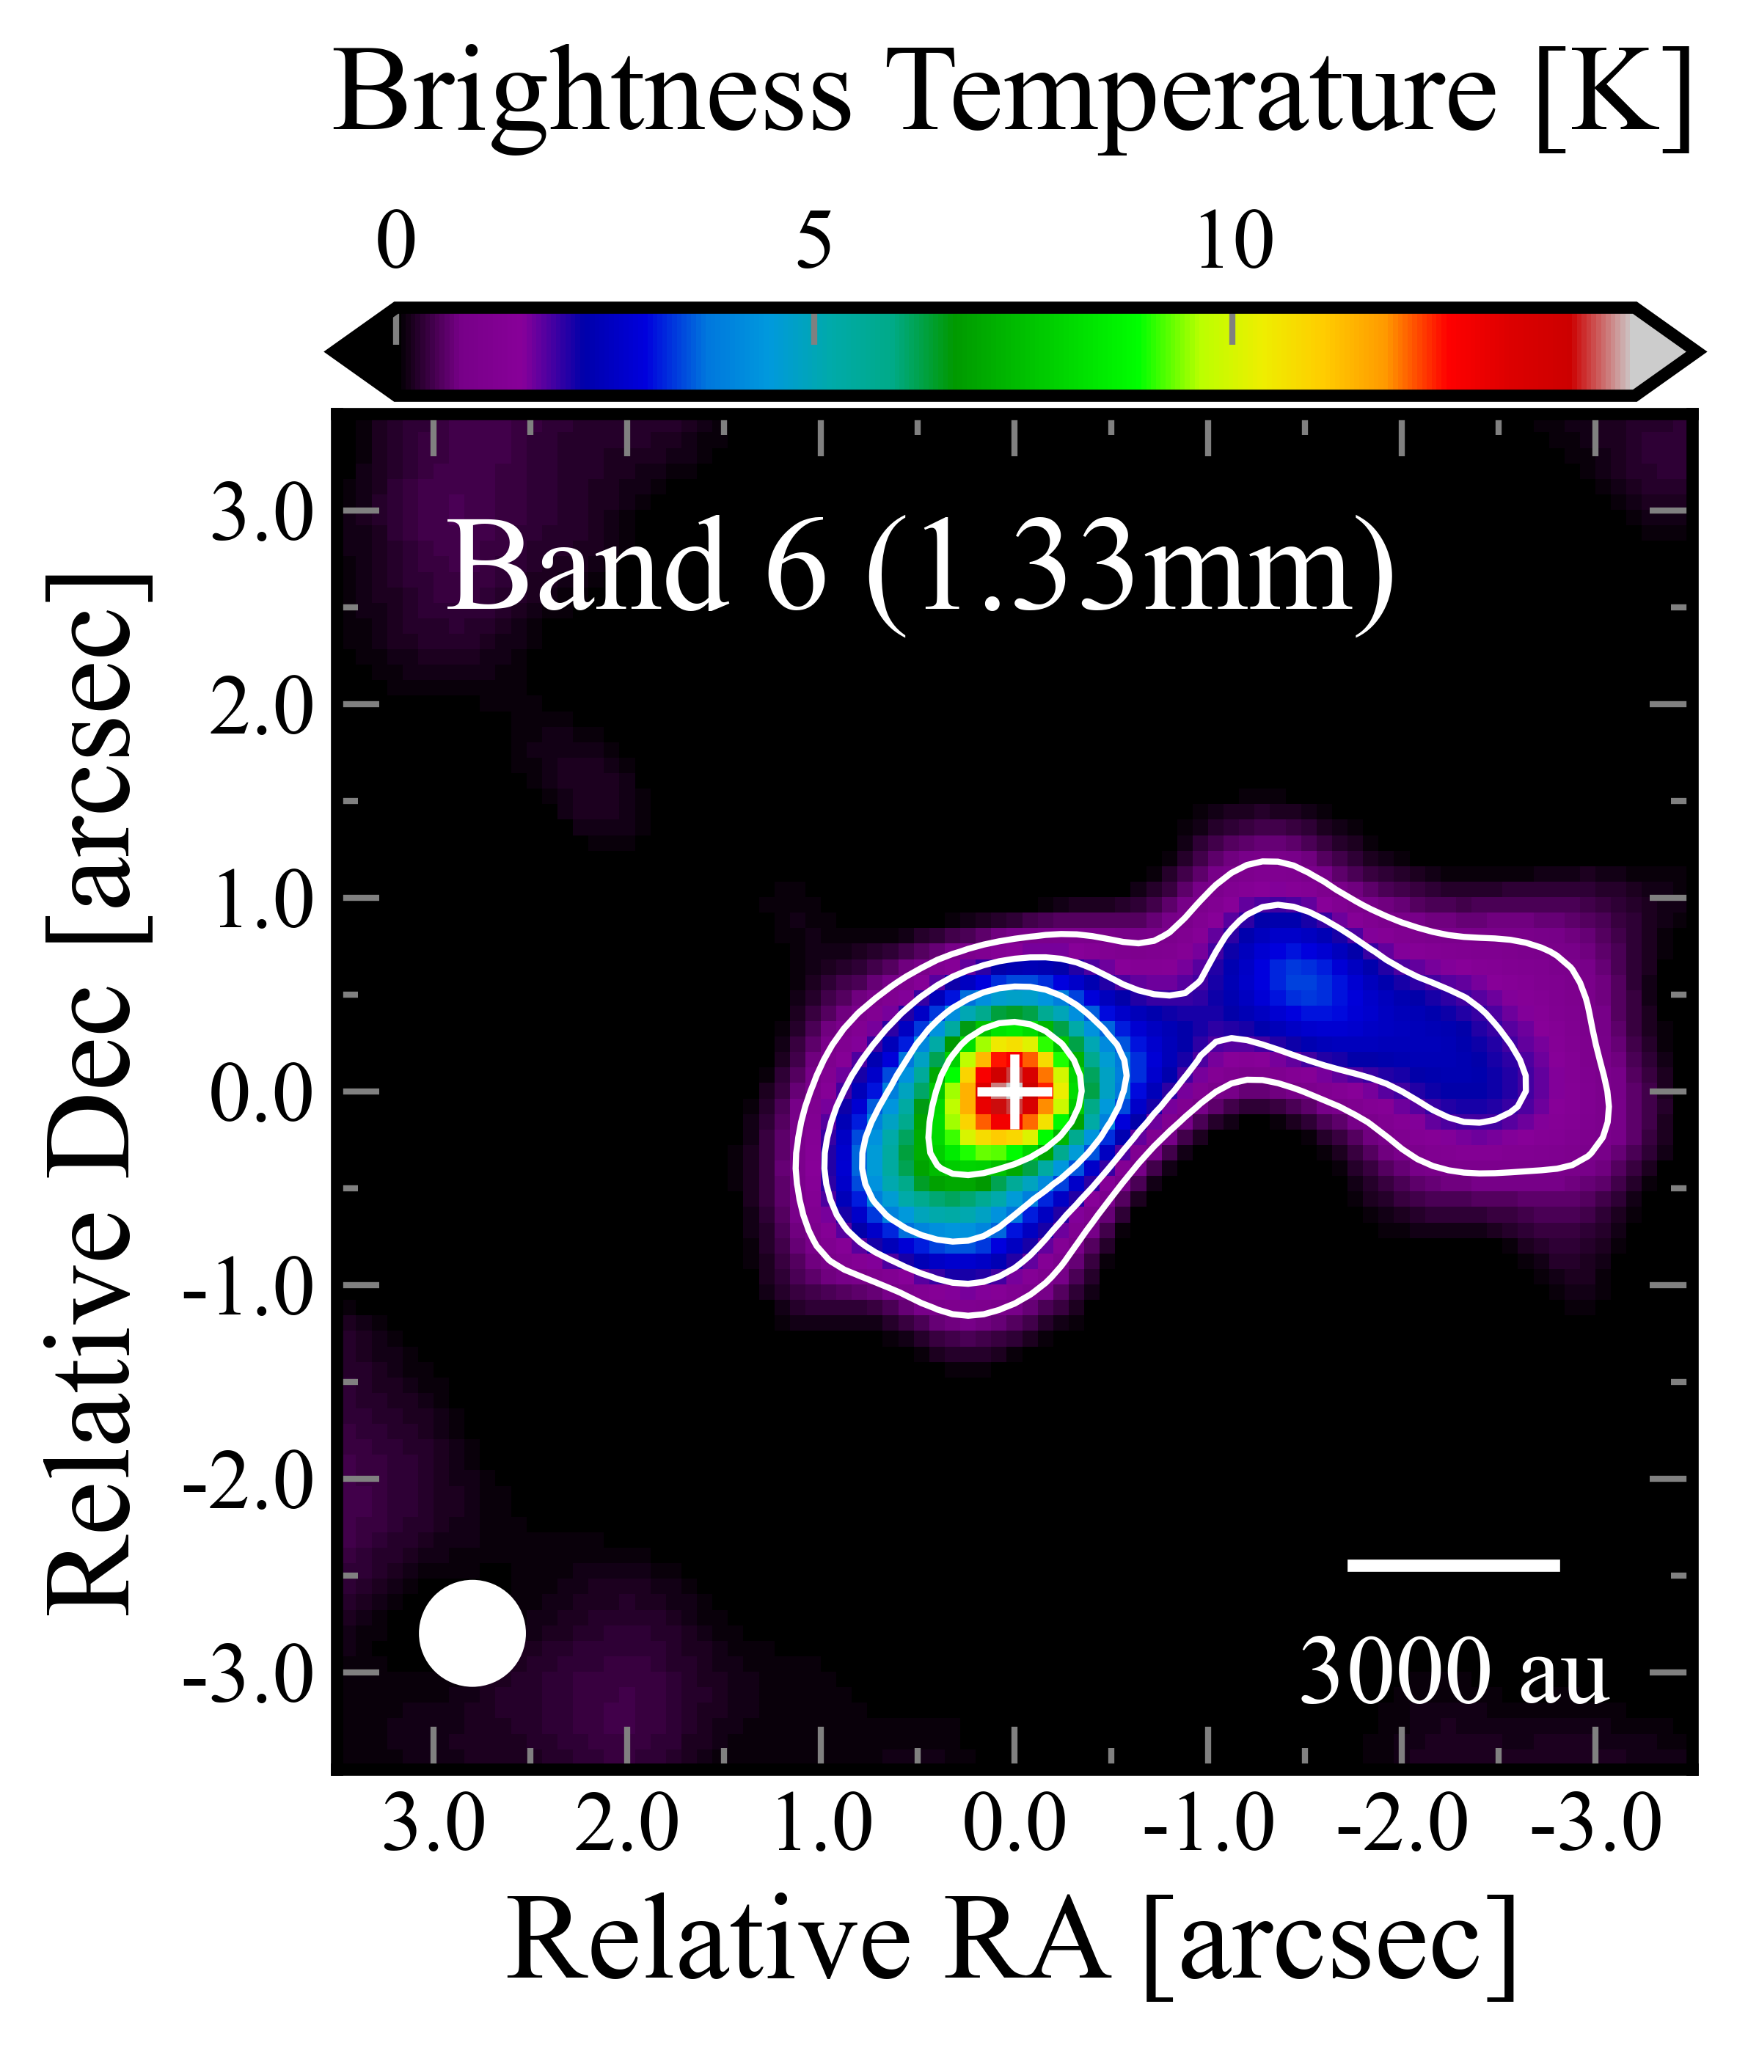 Brightness Temperature [K]
0 5 10
Band 6 (1.33mm)
Relative Dec [arcsec]
3.0
2.0
1.0
0.0
-1.0
-2.0
-3.0
3000 au
3.0 2.0 1.0 0.0 -1.0 -2.0 -3.0
Relative RA [arcsec]